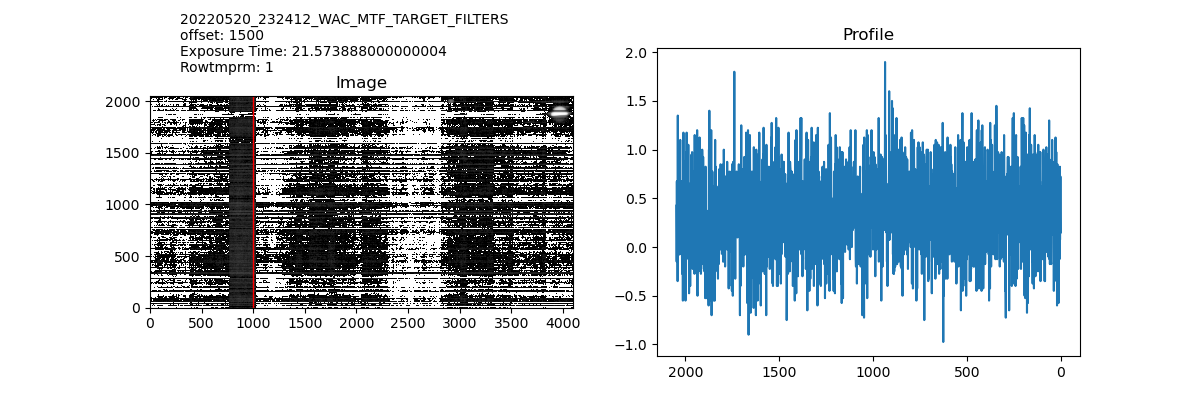 20220520_232412_WAC_MTF_TARGET_FILTERS
offset: 1500
Exposure Time: 21.573888000000004
Rowtmprm: 1
Image
2000
1500
1000
500
0
0 500 1000 1500 2000 2500 3000 3500 4000
Profile
2.0
1.5
1.0
0.5
0.0
−0.5
−1.0
2000 1500 1000 500 0